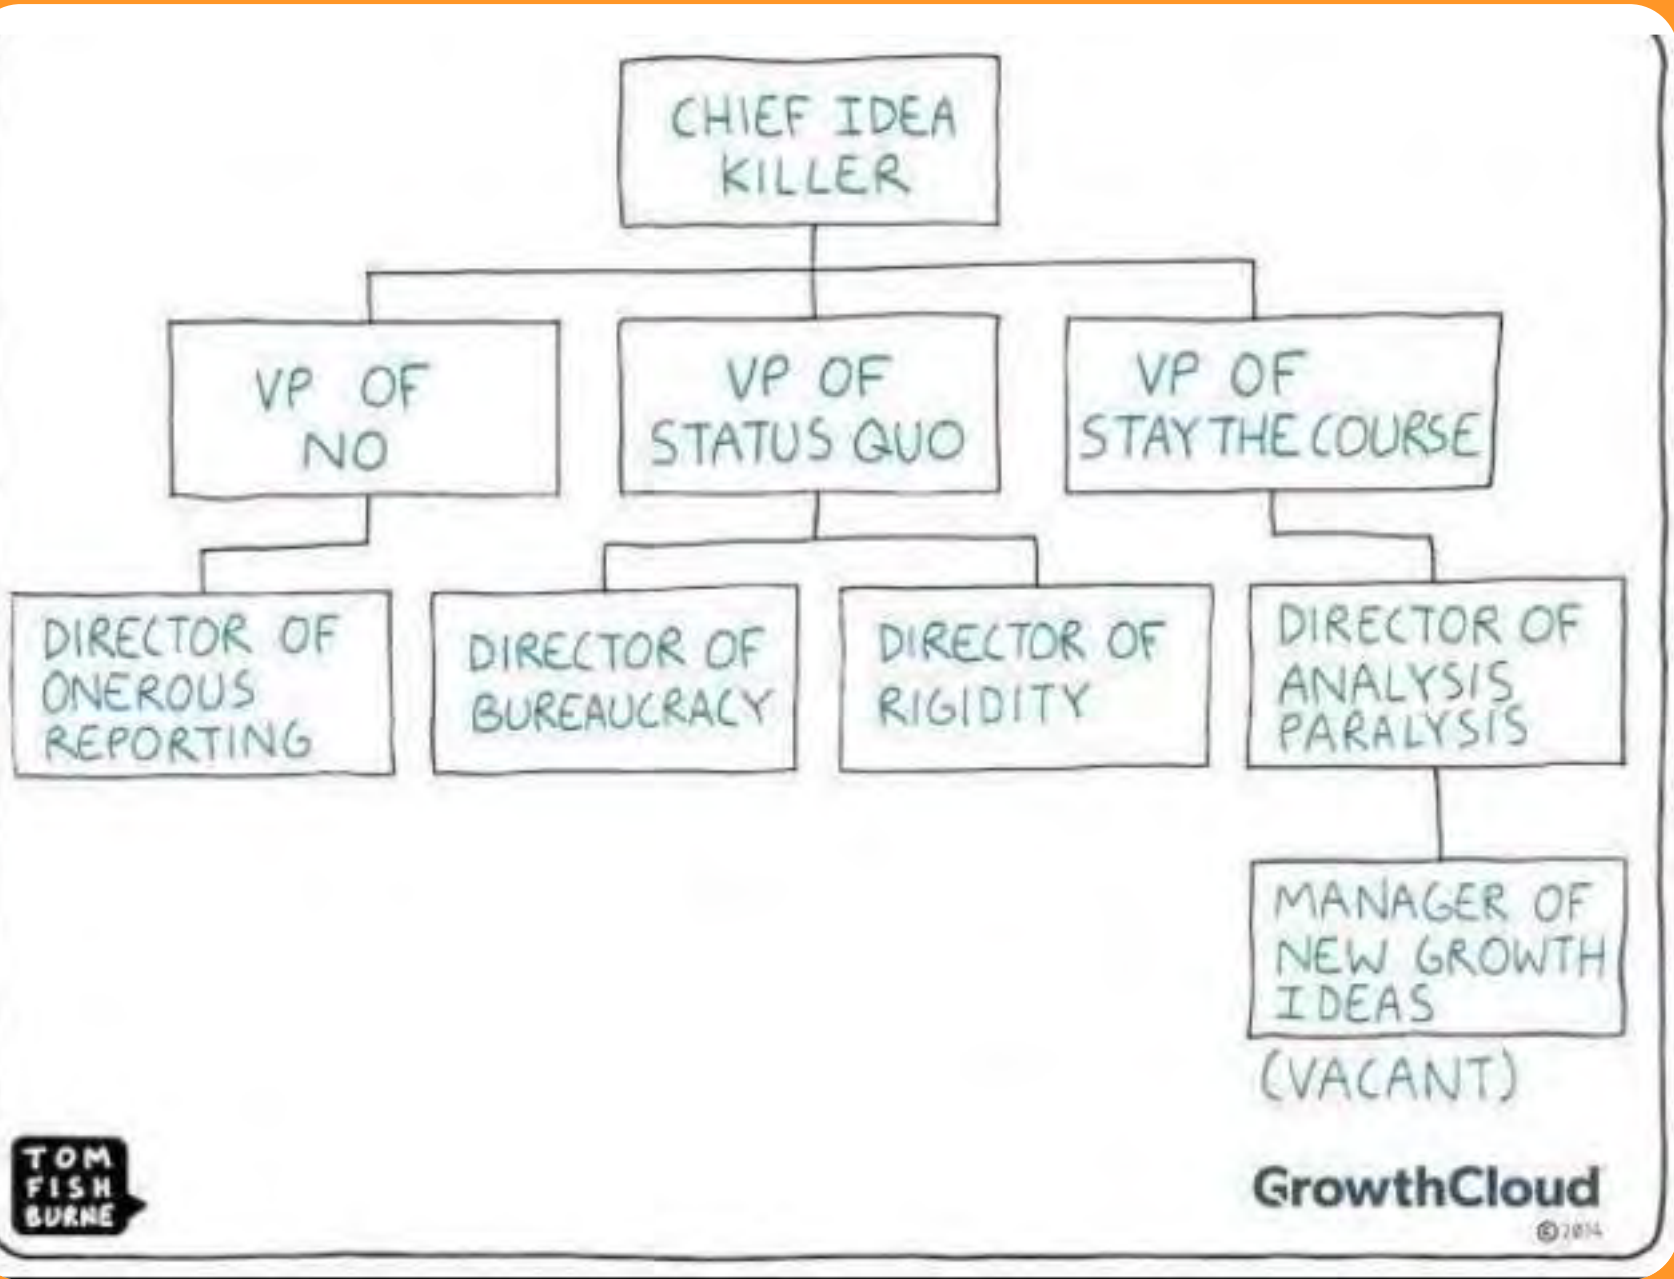 CHIEF IDEA
KILLER
VP OF
NO
VP OF
STATUS QUO
VP OF
STAY THE COURSE
DIRECTOR OF
ONEROUS
REPORTING
DIRECTOR OF
BUREAUCRACY
DIRECTOR OF
RIGIDITY
DIRECTOR OF
ANALYSIS
PARALYSIS
MANAGER OF
NEW GROWTH
IDEAS
(VACANT)
TOM
FISH
BURNE
GrowthCloud
©2014